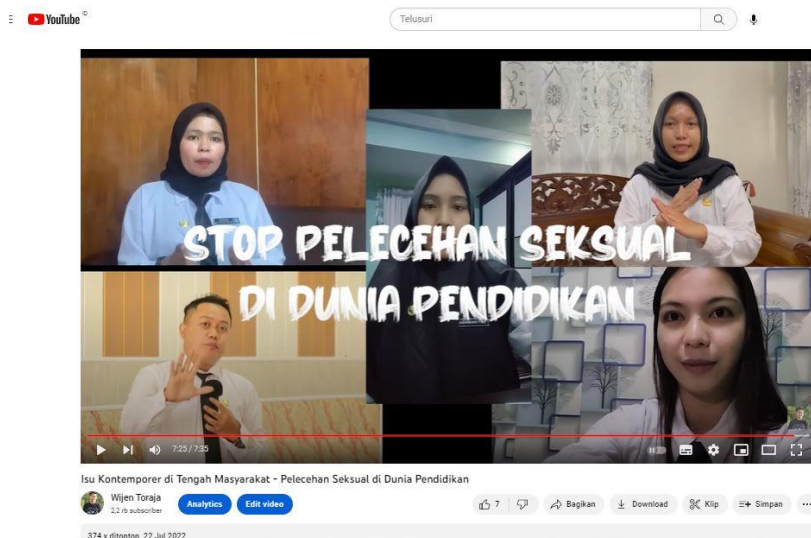 YouTube ID
Telusuri
STOP PELECEHAN SEKSUAL
DI DUNIA PENDIDIKAN
7:25 / 7:35
Isu Kontemporer di Tengah Masyarakat - Pelecehan Seksual di Dunia Pendidikan
Wijen Toraja
2,2 rb subscriber
Analytics
Edit video
7
Bagikan
Download
Klip
Simpan
374 x ditonton 22 Jul 2022